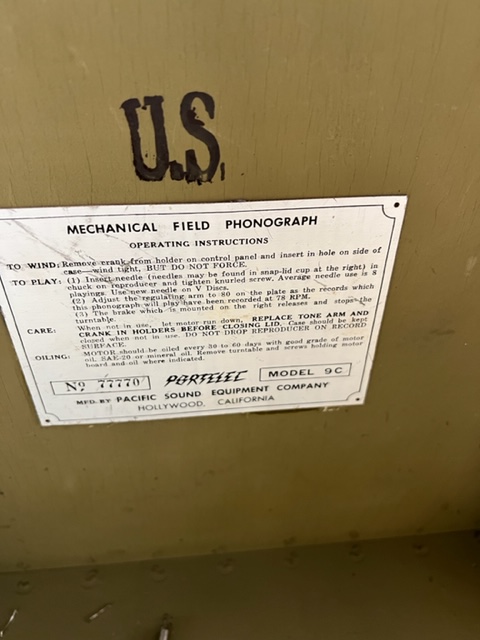 U.S.
MECHANICAL FIELD PHONOGRAPH
OPERATING INSTRUCTIONS
TO WIND: Remove crank from holder on control panel and insert in hole on side of
case—wind tight, BUT DO NOT FORCE.
TO PLAY: (1) Insert needle (needles may be found in snap-lid cup at the right) in
chuck on reproducer and tighten knurled screw. Average needle use is 8
playings. Use new needle on V Discs.
(2) Adjust the regulating arm to 80 on the plate as the records which
this phonograph will play have been recorded at 78 RPM.
(3) The brake which is mounted on the right releases and stops the
turntable.
CARE: When not in use, let motor run down. REPLACE TONE ARM AND
CRANK IN HOLDERS BEFORE CLOSING LID. Case should be kept
closed when not in use. DO NOT DROP REPRODUCER ON RECORD
SURFACE.
OILING: MOTOR should be oiled every 30 to 60 days with good grade of motor
oil, SAE-20 or mineral oil. Remove turntable and screws holding motor
board and oil where indicated.
No. 77770 PORTELEC MODEL 9C
MFD. BY PACIFIC SOUND EQUIPMENT COMPANY
HOLLYWOOD, CALIFORNIA